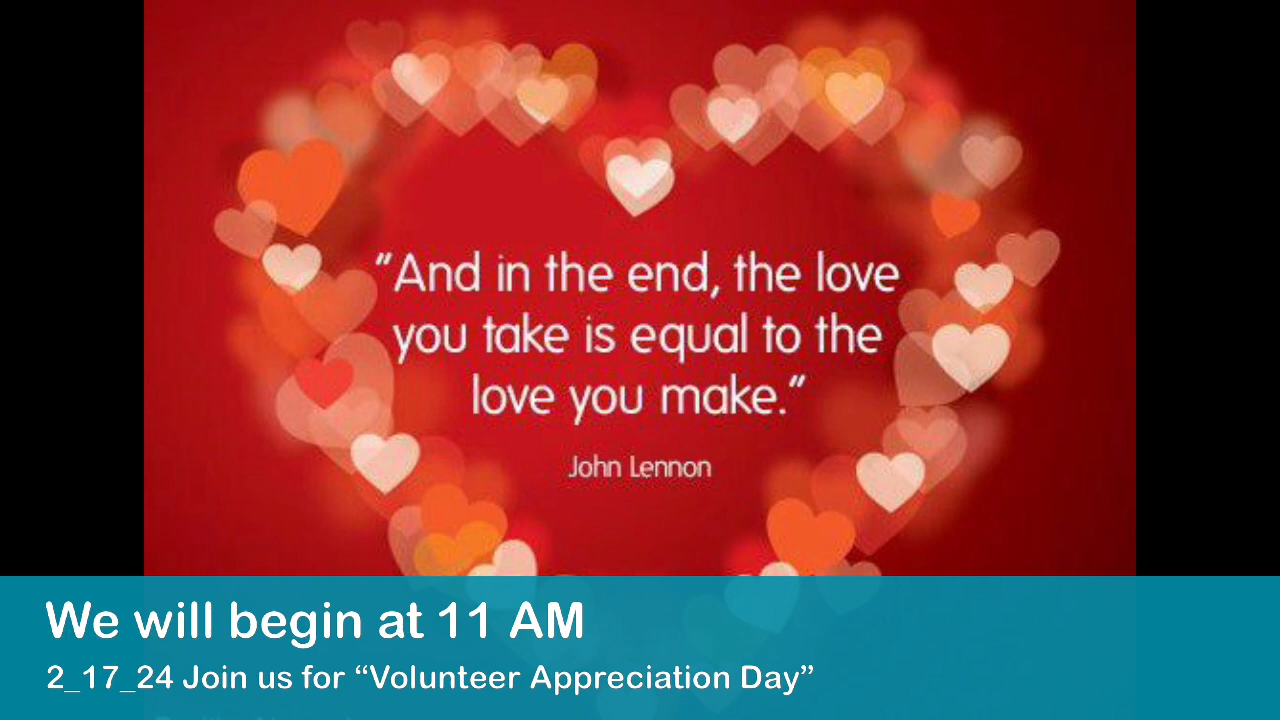 "And in the end, the love
you take is equal to the
love you make."
John Lennon
We will begin at 11 AM
2_17_24 Join us for “Volunteer Appreciation Day”